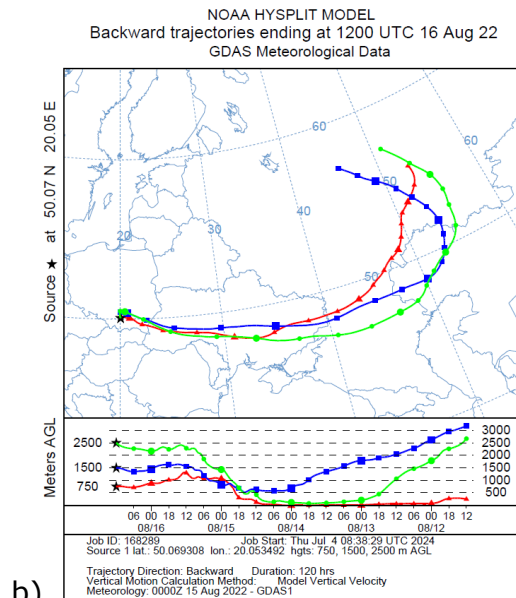 NOAA HYSPLIT MODEL
Backward trajectories ending at 1200 UTC 16 Aug 22
GDAS Meteorological Data
Source ★ at 50.07 N 20.05 E
60
60
50
50
40
30
20
Meters AGL
2500
1500
750
3000
2500
2000
1500
1000
500
06 00 18 12 06 00 18 12 06 00 18 12 06 00 18 12 06 00 18 12
08/16 08/15 08/14 08/13 08/12
Job ID: 168289 Job Start: Thu Jul 4 08:38:29 UTC 2024
Source 1 lat.: 50.069308 lon.: 20.053492 hgts: 750, 1500, 2500 m AGL
Trajectory Direction: Backward Duration: 120 hrs
Vertical Motion Calculation Method: Model Vertical Velocity
Meteorology: 0000Z 15 Aug 2022 - GDAS1
b)